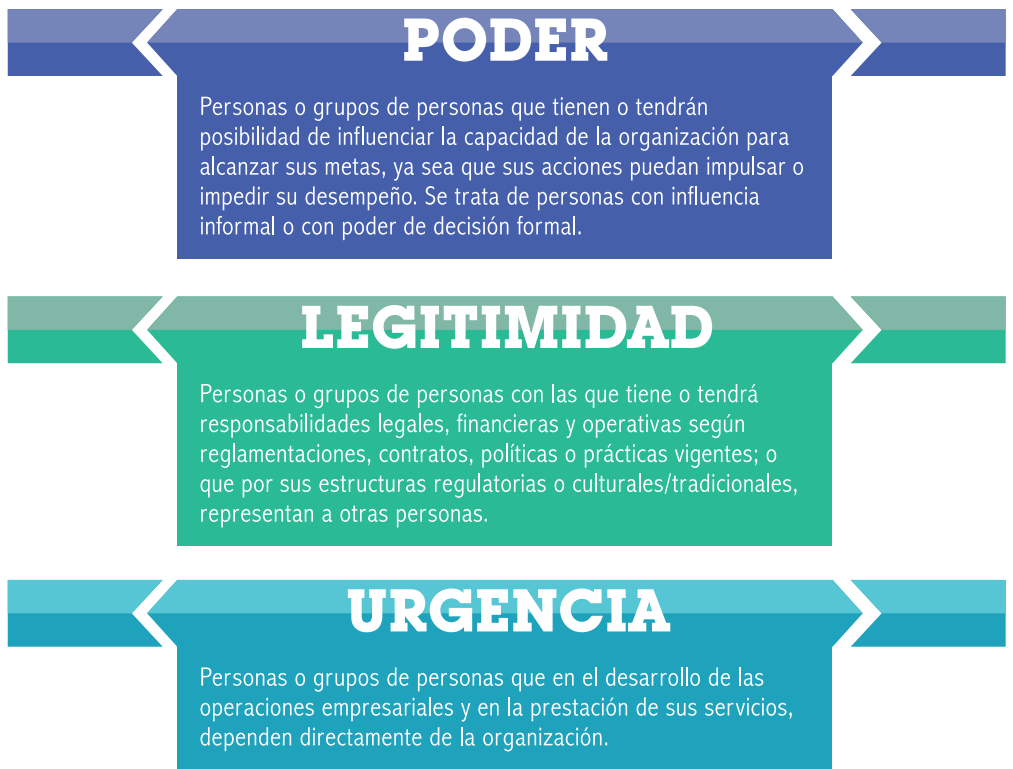 PODER
Personas o grupos de personas que tienen o tendrán
posibilidad de influenciar la capacidad de la organización para
alcanzar sus metas, ya sea que sus acciones puedan impulsar o
impedir su desempeño. Se trata de personas con influencia
informal o con poder de decisión formal.
LEGITIMIDAD
Personas o grupos de personas con las que tiene o tendrá
responsabilidades legales, financieras y operativas según
reglamentaciones, contratos, políticas o prácticas vigentes; o
que por sus estructuras regulatorias o culturales/tradicionales,
representan a otras personas.
URGENCIA
Personas o grupos de personas que en el desarrollo de las
operaciones empresariales y en la prestación de sus servicios,
dependen directamente de la organización.